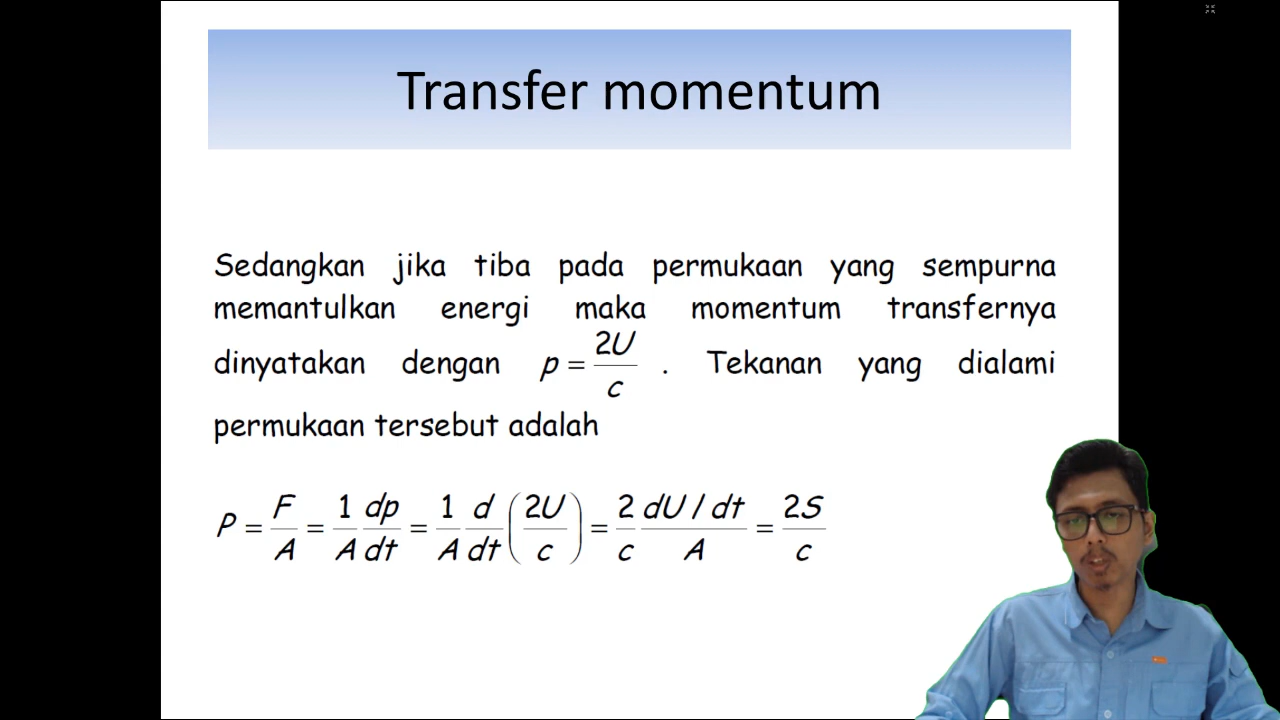 Transfer momentum
Sedangkan jika tiba pada permukaan yang sempurna
memantulkan energi maka momentum transfernya
dinyatakan dengan p = 2U/c . Tekanan yang dialami
permukaan tersebut adalah
P = F/A = 1/A dp/dt = 1/A d/dt (2U/c) = 2/c (dU / dt)/A = 2S/c